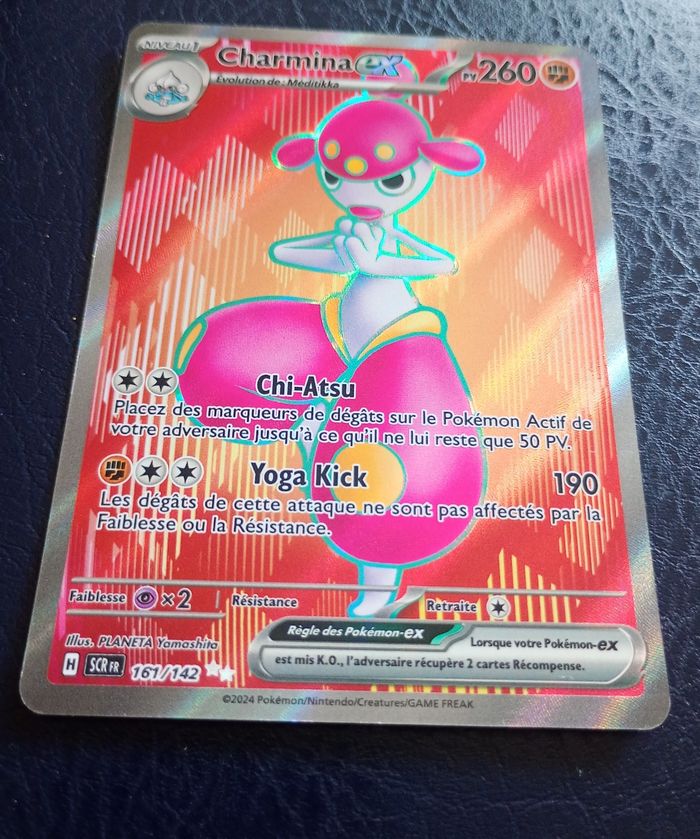 NIVEAU 1
Charmina ex
PV 260
Évolution de : Méditikka
Chi-Atsu
Placez des marqueurs de dégâts sur le Pokémon Actif de
votre adversaire jusqu'à ce qu'il ne lui reste que 50 PV.
Yoga Kick 190
Les dégâts de cette attaque ne sont pas affectés par la
Faiblesse ou la Résistance.
Faiblesse ×2 Résistance Retraite
Illus. PLANETA Yamashita
H SCR FR 161/142
Règle des Pokémon-ex Lorsque votre Pokémon-ex
est mis K.O., l'adversaire récupère 2 cartes Récompense.
©2024 Pokémon/Nintendo/Creatures/GAME FREAK